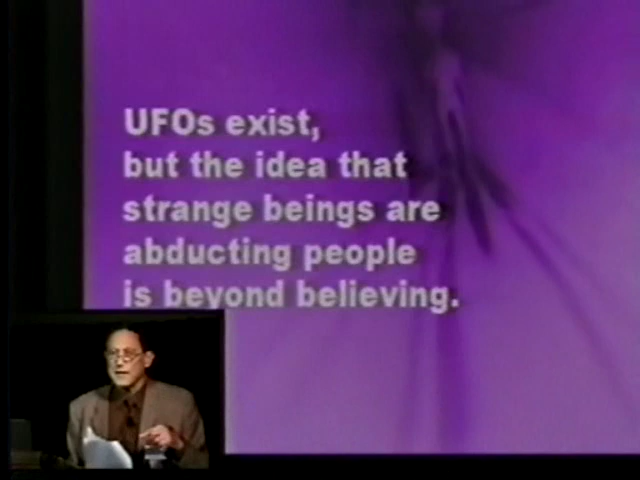 UFOs exist,
but the idea that
strange beings are
abducting people
is beyond believing.